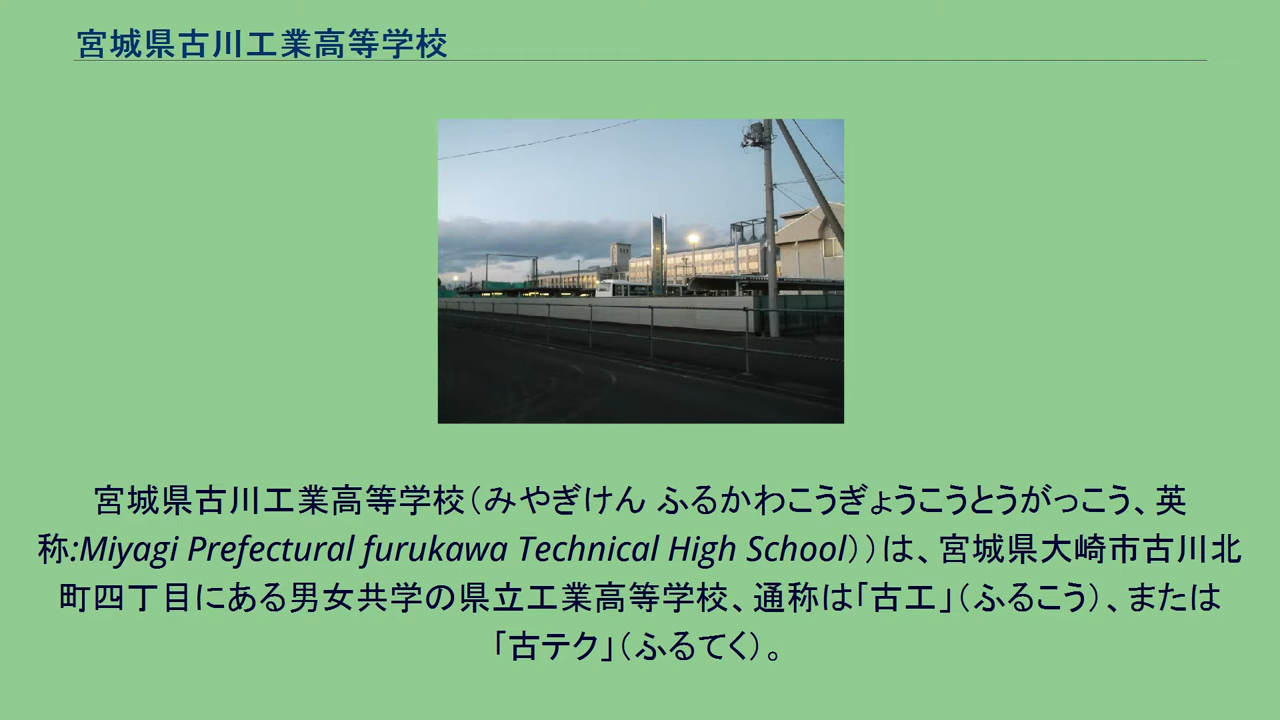 宮城県古川工業高等学校
宮城県古川工業高等学校（みやぎけん ふるかわこうぎょうこうとうがっこう、英
称:Miyagi Prefectural furukawa Technical High School））は、宮城県大崎市古川北
町四丁目にある男女共学の県立工業高等学校、通称は「古工」（ふるこう）、または
「古テク」（ふるてく）。